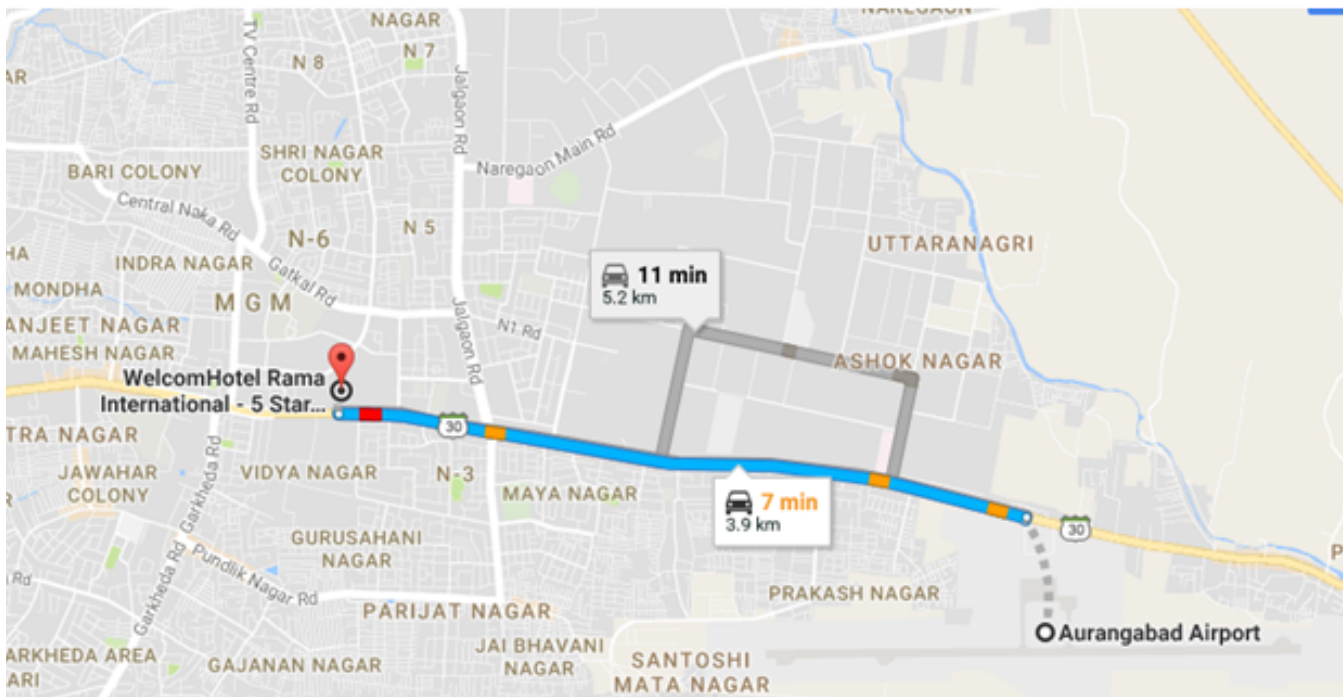 NAGAR
NAREGAON
N 7
N 8
TV Centre Rd
Jalgaon Rd
SHRI NAGAR
COLONY
Naregaon Main Rd
BARI COLONY
Central Naka Rd
N-6
N 5
UTTARANAGRI
INDRA NAGAR
Gatkal Rd
11 min
5.2 km
MONDHA
MGM
Jalgaon Rd
N1 Rd
ANJEET NAGAR
MAHESH NAGAR
ASHOK NAGAR
WelcomHotel Rama
International - 5 Star...
30
TRA NAGAR
JAWAHAR
COLONY
VIDYA NAGAR
N-3
MAYA NAGAR
7 min
3.9 km
30
Garkheda Rd
GURUSAHANI
NAGAR
Pundlik Nagar Rd
PRAKASH NAGAR
PARIJAT NAGAR
Garkheda Rd
Aurangabad Airport
JAI BHAVANI
NAGAR
ARKHEDA AREA
GAJANAN NAGAR
SANTOSHI
MATA NAGAR